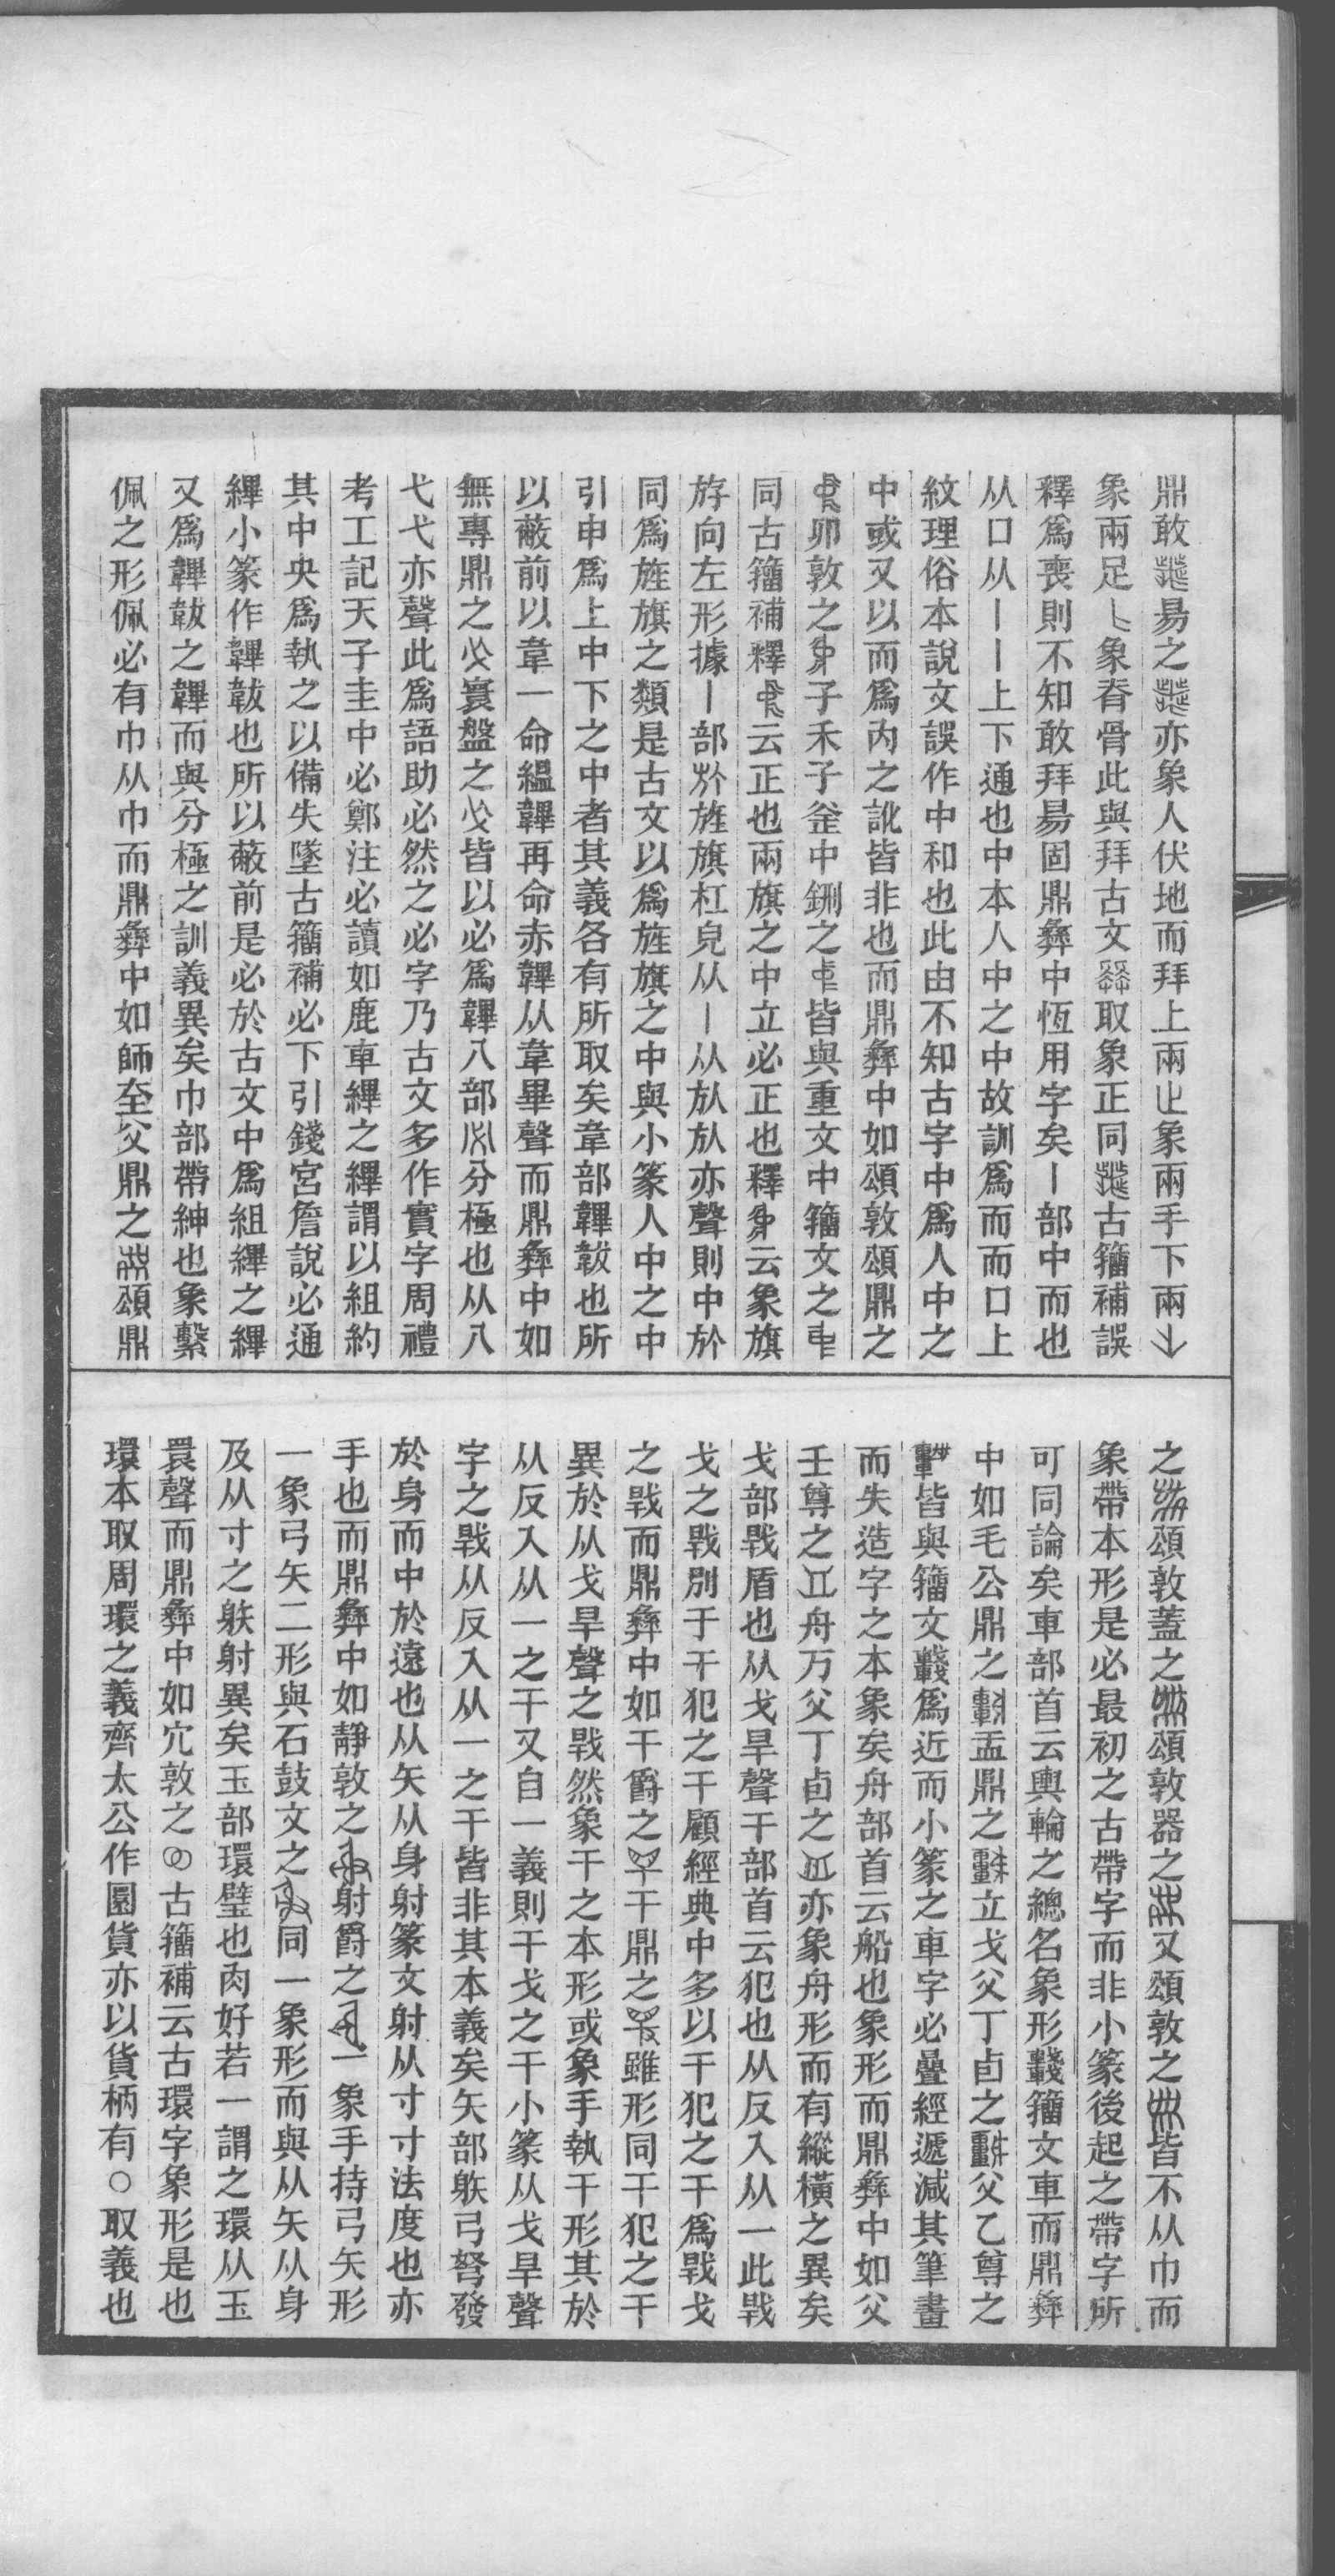 鼎敢易之亦象人伏地而拜上兩象兩手下兩
象兩足象脊骨此與拜古文取象正同古籀補誤
釋爲喪則不知敢拜昜固鼎彝中恆用字矣丨部中而也
从口从丨丨上下通也中本人中之中故訓爲而而口上
紋理俗本說文誤作中和也此由不知古字中爲人中之
中或又以而爲內之訛皆非也而鼎彝中如頌敦頌鼎之
卯敦之子禾子釜中鉶之皆與重文中籀文之
同古籀補釋云正也兩旗之中立必正也釋云象旗
斿向左形據丨部㫃旌旗杠皃从丨从㫃㫃亦聲則中於
同爲旌旗之類是古文以爲旌旗之中與小篆人中之中
引申爲上中下之中者其義各有所取矣韋部韠韍也所
以蔽前以韋一命縕韠再命赤韠从韋畢聲而鼎彝中如
無專鼎之寰盤之皆以必爲韠八部必分極也从八
弋弋亦聲此爲語助必然之必字乃古文多作實字周禮
考工記天子圭中必鄭注必讀如鹿車縪之縪謂以組約
其中央爲執之以備失墜古籀補必下引錢宮詹說必通
縪小篆作韠韍也所以蔽前是必於古文中爲組縪之縪
又爲韠韍之韠而與分極之訓義異矣巾部帶紳也象繫
佩之形佩必有巾从巾而鼎彝中如師㚅父鼎之頌鼎
之頌敦蓋之頌敦器之又頌敦之皆不从巾而
象帶本形是必最初之古帶字而非小篆後起之帶字所
可同論矣車部首云輿輪之總名象形籀文車而鼎彝
中如毛公鼎之盂鼎之立戈父丁卣之父乙尊之
皆與籀文爲近而小篆之車字必疊經遞減其筆畫
而失造字之本象矣舟部首云船也象形而鼎彝中如父
壬尊之舟万父丁卣之亦象舟形而有縱橫之異矣
戈部戰盾也从戈旱聲干部首云犯也从反入从一此戰
戈之戰別于干犯之干顧經典中多以干犯之干爲戰戈
之戰而鼎彝中如干爵之干鼎之雖形同干犯之干
異於从戈旱聲之戰然象干之本形或象手執干形其於
从反入从一之干又自一義則干戈之干小篆从戈旱聲
字之戰从反入从一之干皆非其本義矣矢部躲弓弩發
於身而中於遠也从矢从身射篆文射从寸寸法度也亦
手也而鼎彝中如靜敦之射爵之一象手持弓矢形
一象弓矢二形與石鼓文之同一象形而與从矢从身
及从寸之躲射異矣玉部環璧也肉好若一謂之環从玉
睘聲而鼎彝中如宂敦之古籀補云古環字象形是也
環本取周環之義齊太公作圜貨亦以貨柄有○取義也